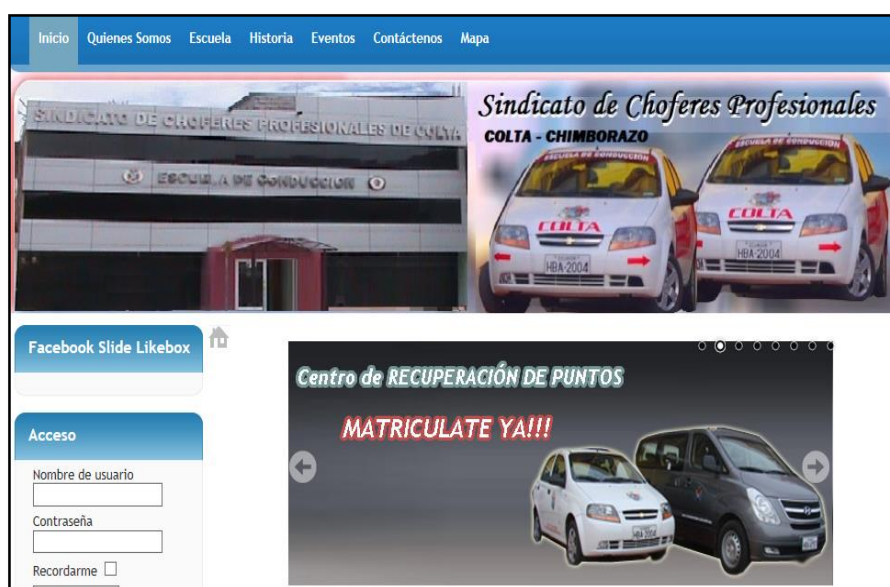 Inicio Quienes Somos Escuela Historia Eventos Contáctenos Mapa
SINDICATO DE CHOFERES PROFESIONALES DE COLTA
ESCUELA DE CONDUCCION
Sindicato de Choferes Profesionales
COLTA - CHIMBORAZO
ESCUELA DE CONDUCCIÓN
COLTA
HBA-2004
ESCUELA DE CONDUCCIÓN
COLTA
HBA-2004
Facebook Slide Likebox
Centro de RECUPERACIÓN DE PUNTOS
MATRICULATE YA!!!
Acceso
Nombre de usuario
Contraseña
Recordarme